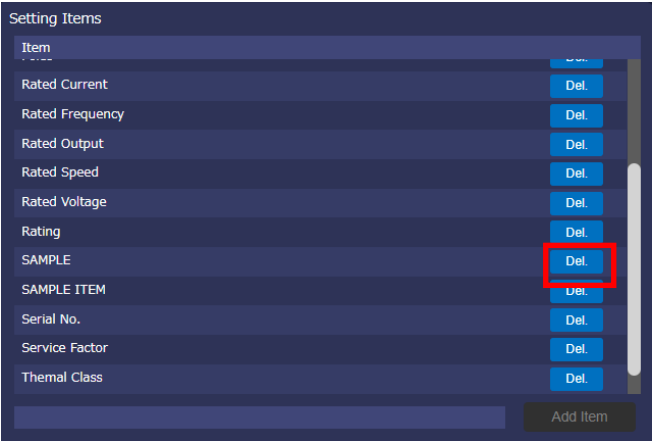 Setting Items
Item
Rated Current Del.
Rated Frequency Del.
Rated Output Del.
Rated Speed Del.
Rated Voltage Del.
Rating Del.
SAMPLE Del.
SAMPLE ITEM Del.
Serial No. Del.
Service Factor Del.
Themal Class Del.
Add Item